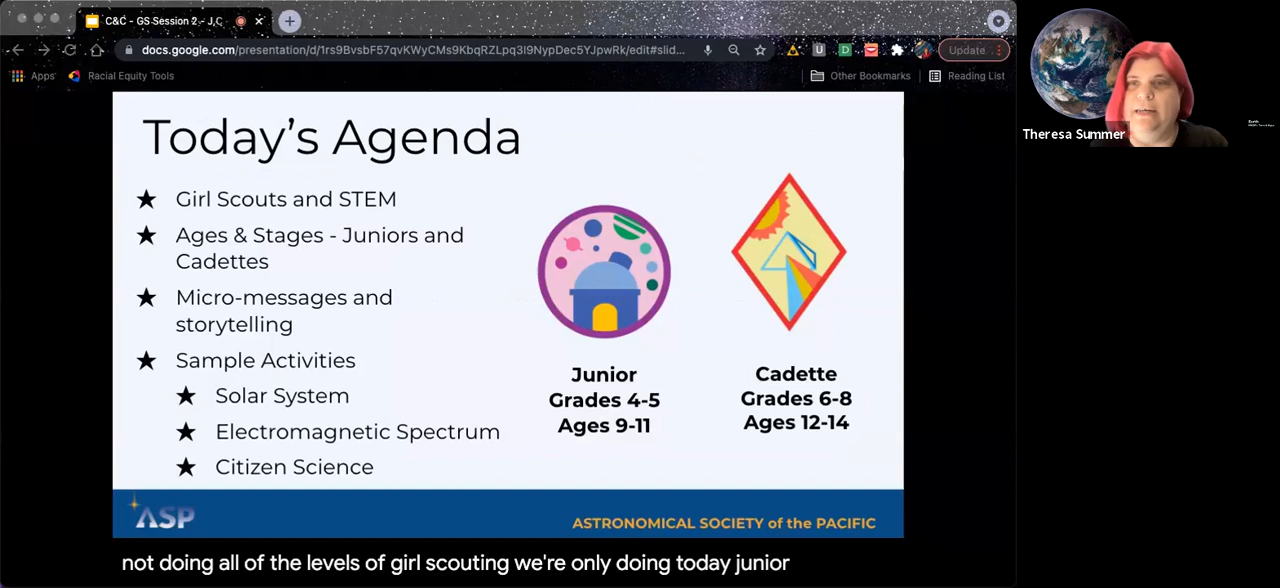 C&C - GS Session 2 - J,C
docs.google.com/presentation/d/1rs9BvsbF57qvKWyCMs9KbqRZLpq3I9NypDec5YJpwRk/edit#slid...
Update
Apps
Racial Equity Tools
Other Bookmarks
Reading List
Theresa Summer
Today's Agenda
★ Girl Scouts and STEM
★ Ages & Stages - Juniors and
Cadettes
★ Micro-messages and
storytelling
★ Sample Activities
★ Solar System
★ Electromagnetic Spectrum
★ Citizen Science
Junior
Grades 4-5
Ages 9-11
Cadette
Grades 6-8
Ages 12-14
ASP
ASTRONOMICAL SOCIETY of the PACIFIC
not doing all of the levels of girl scouting we're only doing today junior